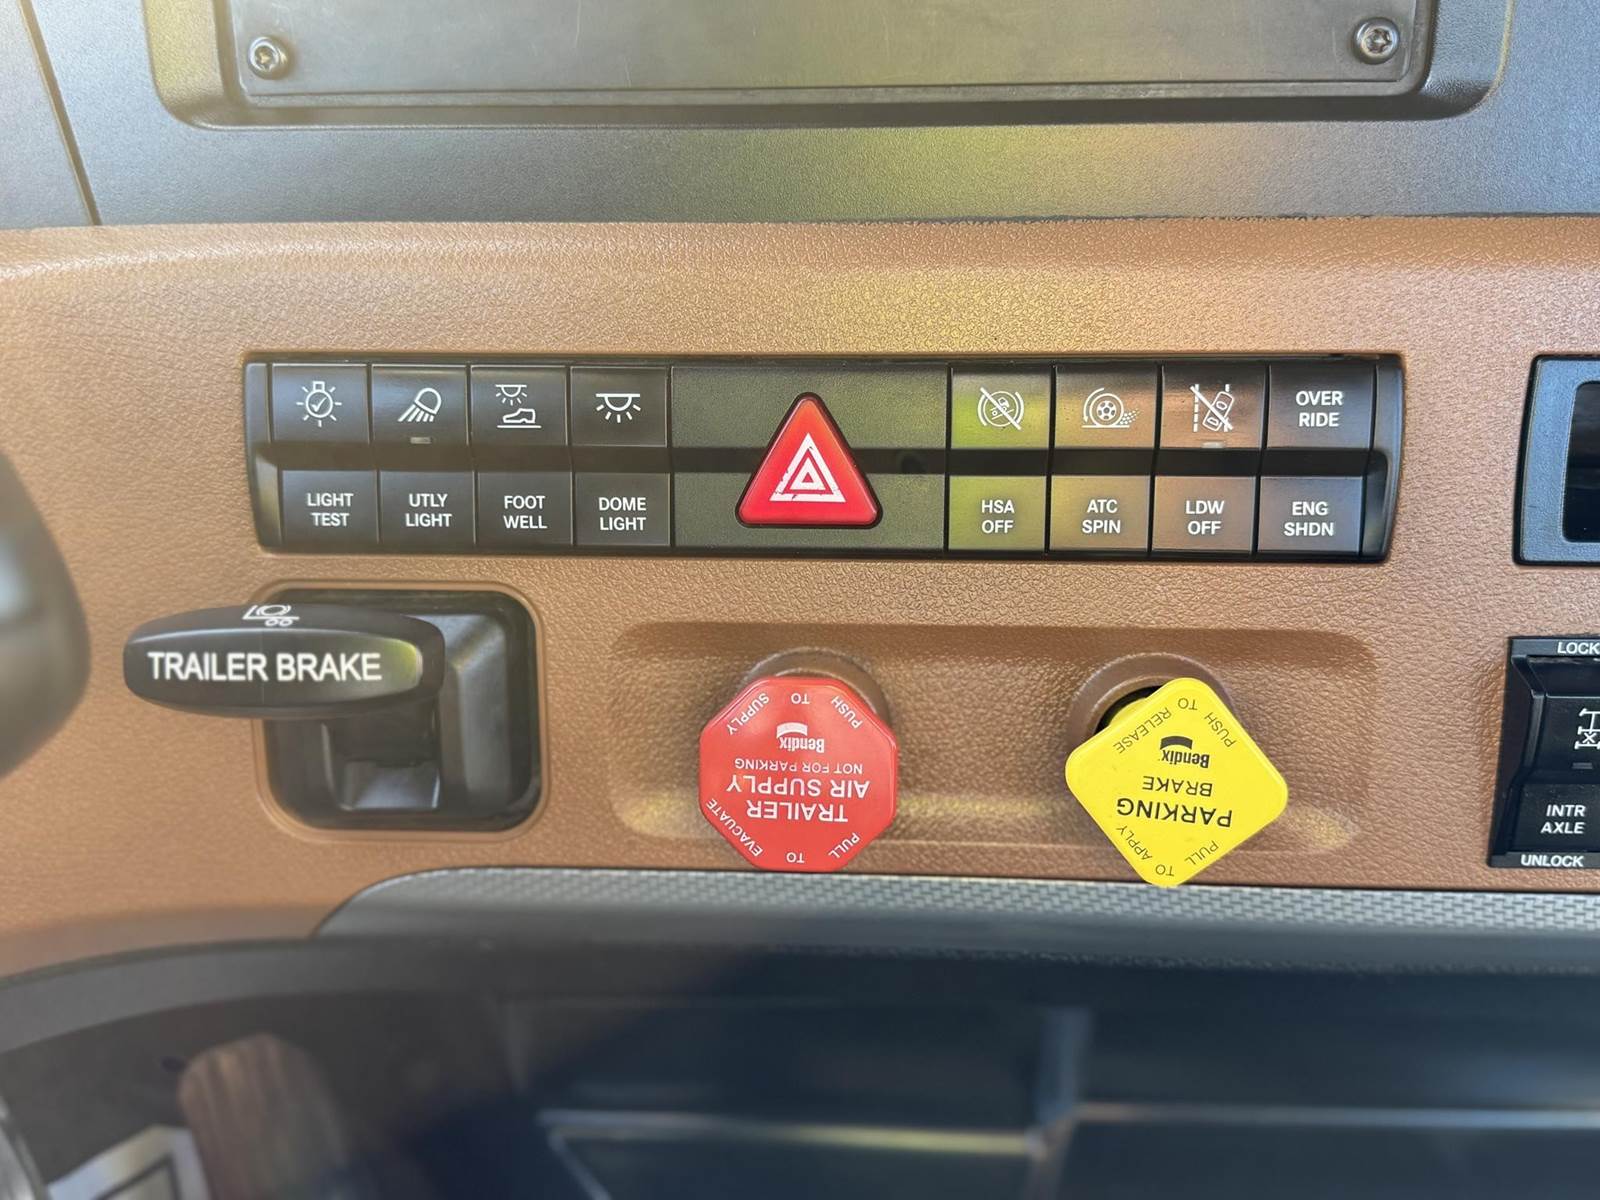 OVER
RIDE
LIGHT
TEST
UTLY
LIGHT
FOOT
WELL
DOME
LIGHT
HSA
OFF
ATC
SPIN
LDW
OFF
ENG
SHDN
TRAILER BRAKE
PUSH TO SUPPLY
Bendix
NOT FOR PARKING
TRAILER
AIR SUPPLY
PULL TO EVACUATE
PUSH TO RELEASE
Bendix
PARKING
BRAKE
PULL TO APPLY
LOCK
INTR
AXLE
UNLOCK